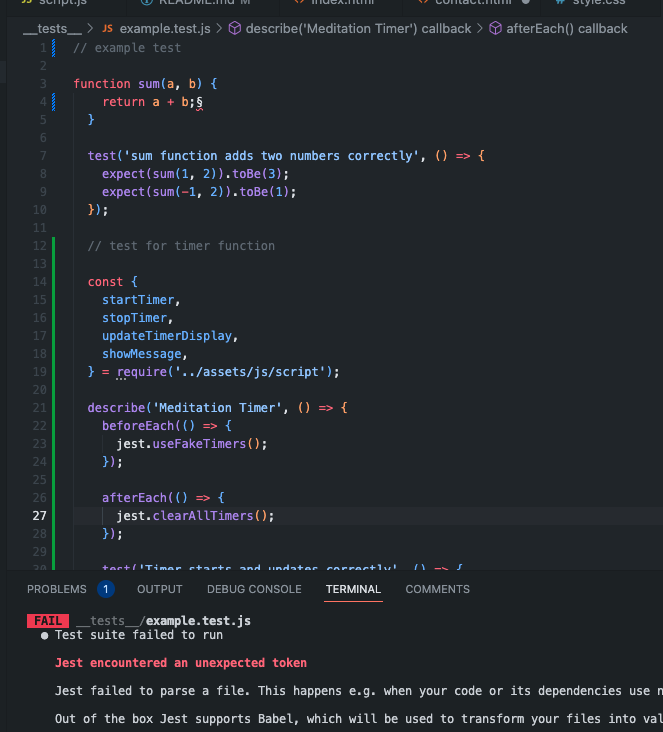 script.js README.md M index.html contact.html style.css
__tests__ > JS example.test.js > describe('Meditation Timer') callback > afterEach() callback
1 // example test
2
3 function sum(a, b) {
4 return a + b;§
5 }
6
7 test('sum function adds two numbers correctly', () => {
8 expect(sum(1, 2)).toBe(3);
9 expect(sum(-1, 2)).toBe(1);
10 });
11
12 // test for timer function
13
14 const {
15 startTimer,
16 stopTimer,
17 updateTimerDisplay,
18 showMessage,
19 } = require('../assets/js/script');
20
21 describe('Meditation Timer', () => {
22 beforeEach(() => {
23 jest.useFakeTimers();
24 });
25
26 afterEach(() => {
27 jest.clearAllTimers();
28 });
29
30 test('Timer starts and updates correctly', () => {
PROBLEMS 1 OUTPUT DEBUG CONSOLE TERMINAL COMMENTS
FAIL __tests__/example.test.js
● Test suite failed to run
Jest encountered an unexpected token
Jest failed to parse a file. This happens e.g. when your code or its dependencies use
Out of the box Jest supports Babel, which will be used to transform your files into